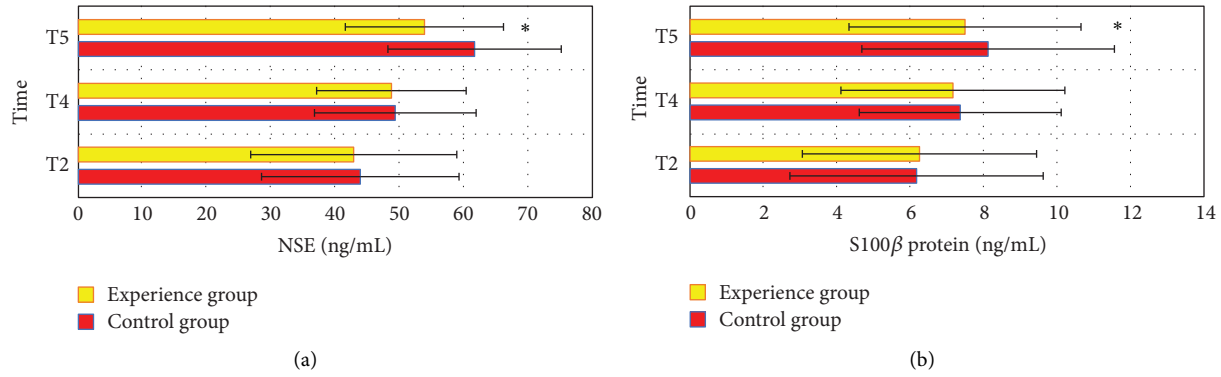 Time
T5
*
T4
T2
0 10 20 30 40 50 60 70 80
NSE (ng/mL)
Experience group
Control group
(a)
Time
T5
*
T4
T2
0 2 4 6 8 10 12 14
S100β protein (ng/mL)
Experience group
Control group
(b)